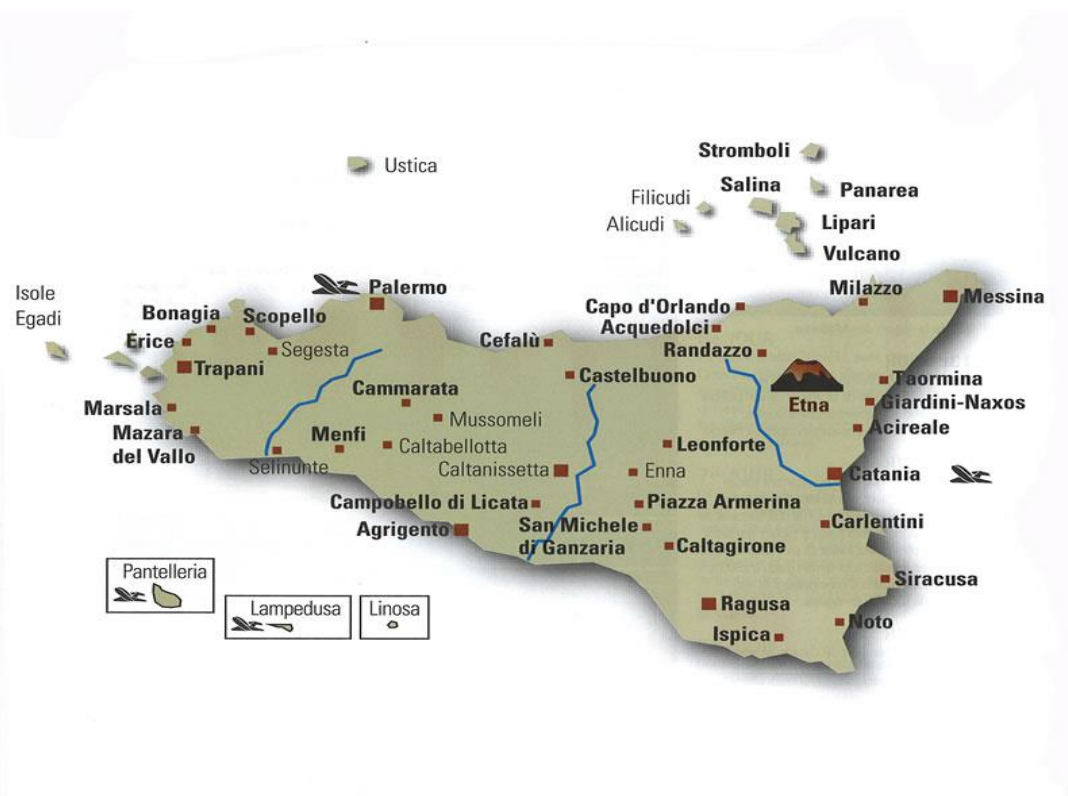 Stromboli
Ustica
Salina
Panarea
Filicudi
Alicudi
Lipari
Vulcano
Isole
Egadi
Palermo
Milazzo
Messina
Capo d'Orlando
Bonagia
Scopello
Acquedolci
Erice
Segesta
Cefalù
Randazzo
Trapani
Castelbuono
Taormina
Cammarata
Etna
Giardini-Naxos
Marsala
Mussomeli
Acireale
Mazara
del Vallo
Menfi
Caltabellotta
Leonforte
Selinunte
Caltanissetta
Enna
Catania
Campobello di Licata
Piazza Armerina
Agrigento
San Michele
di Ganzaria
Carlentini
Caltagirone
Pantelleria
Siracusa
Lampedusa
Linosa
Ragusa
Noto
Ispica